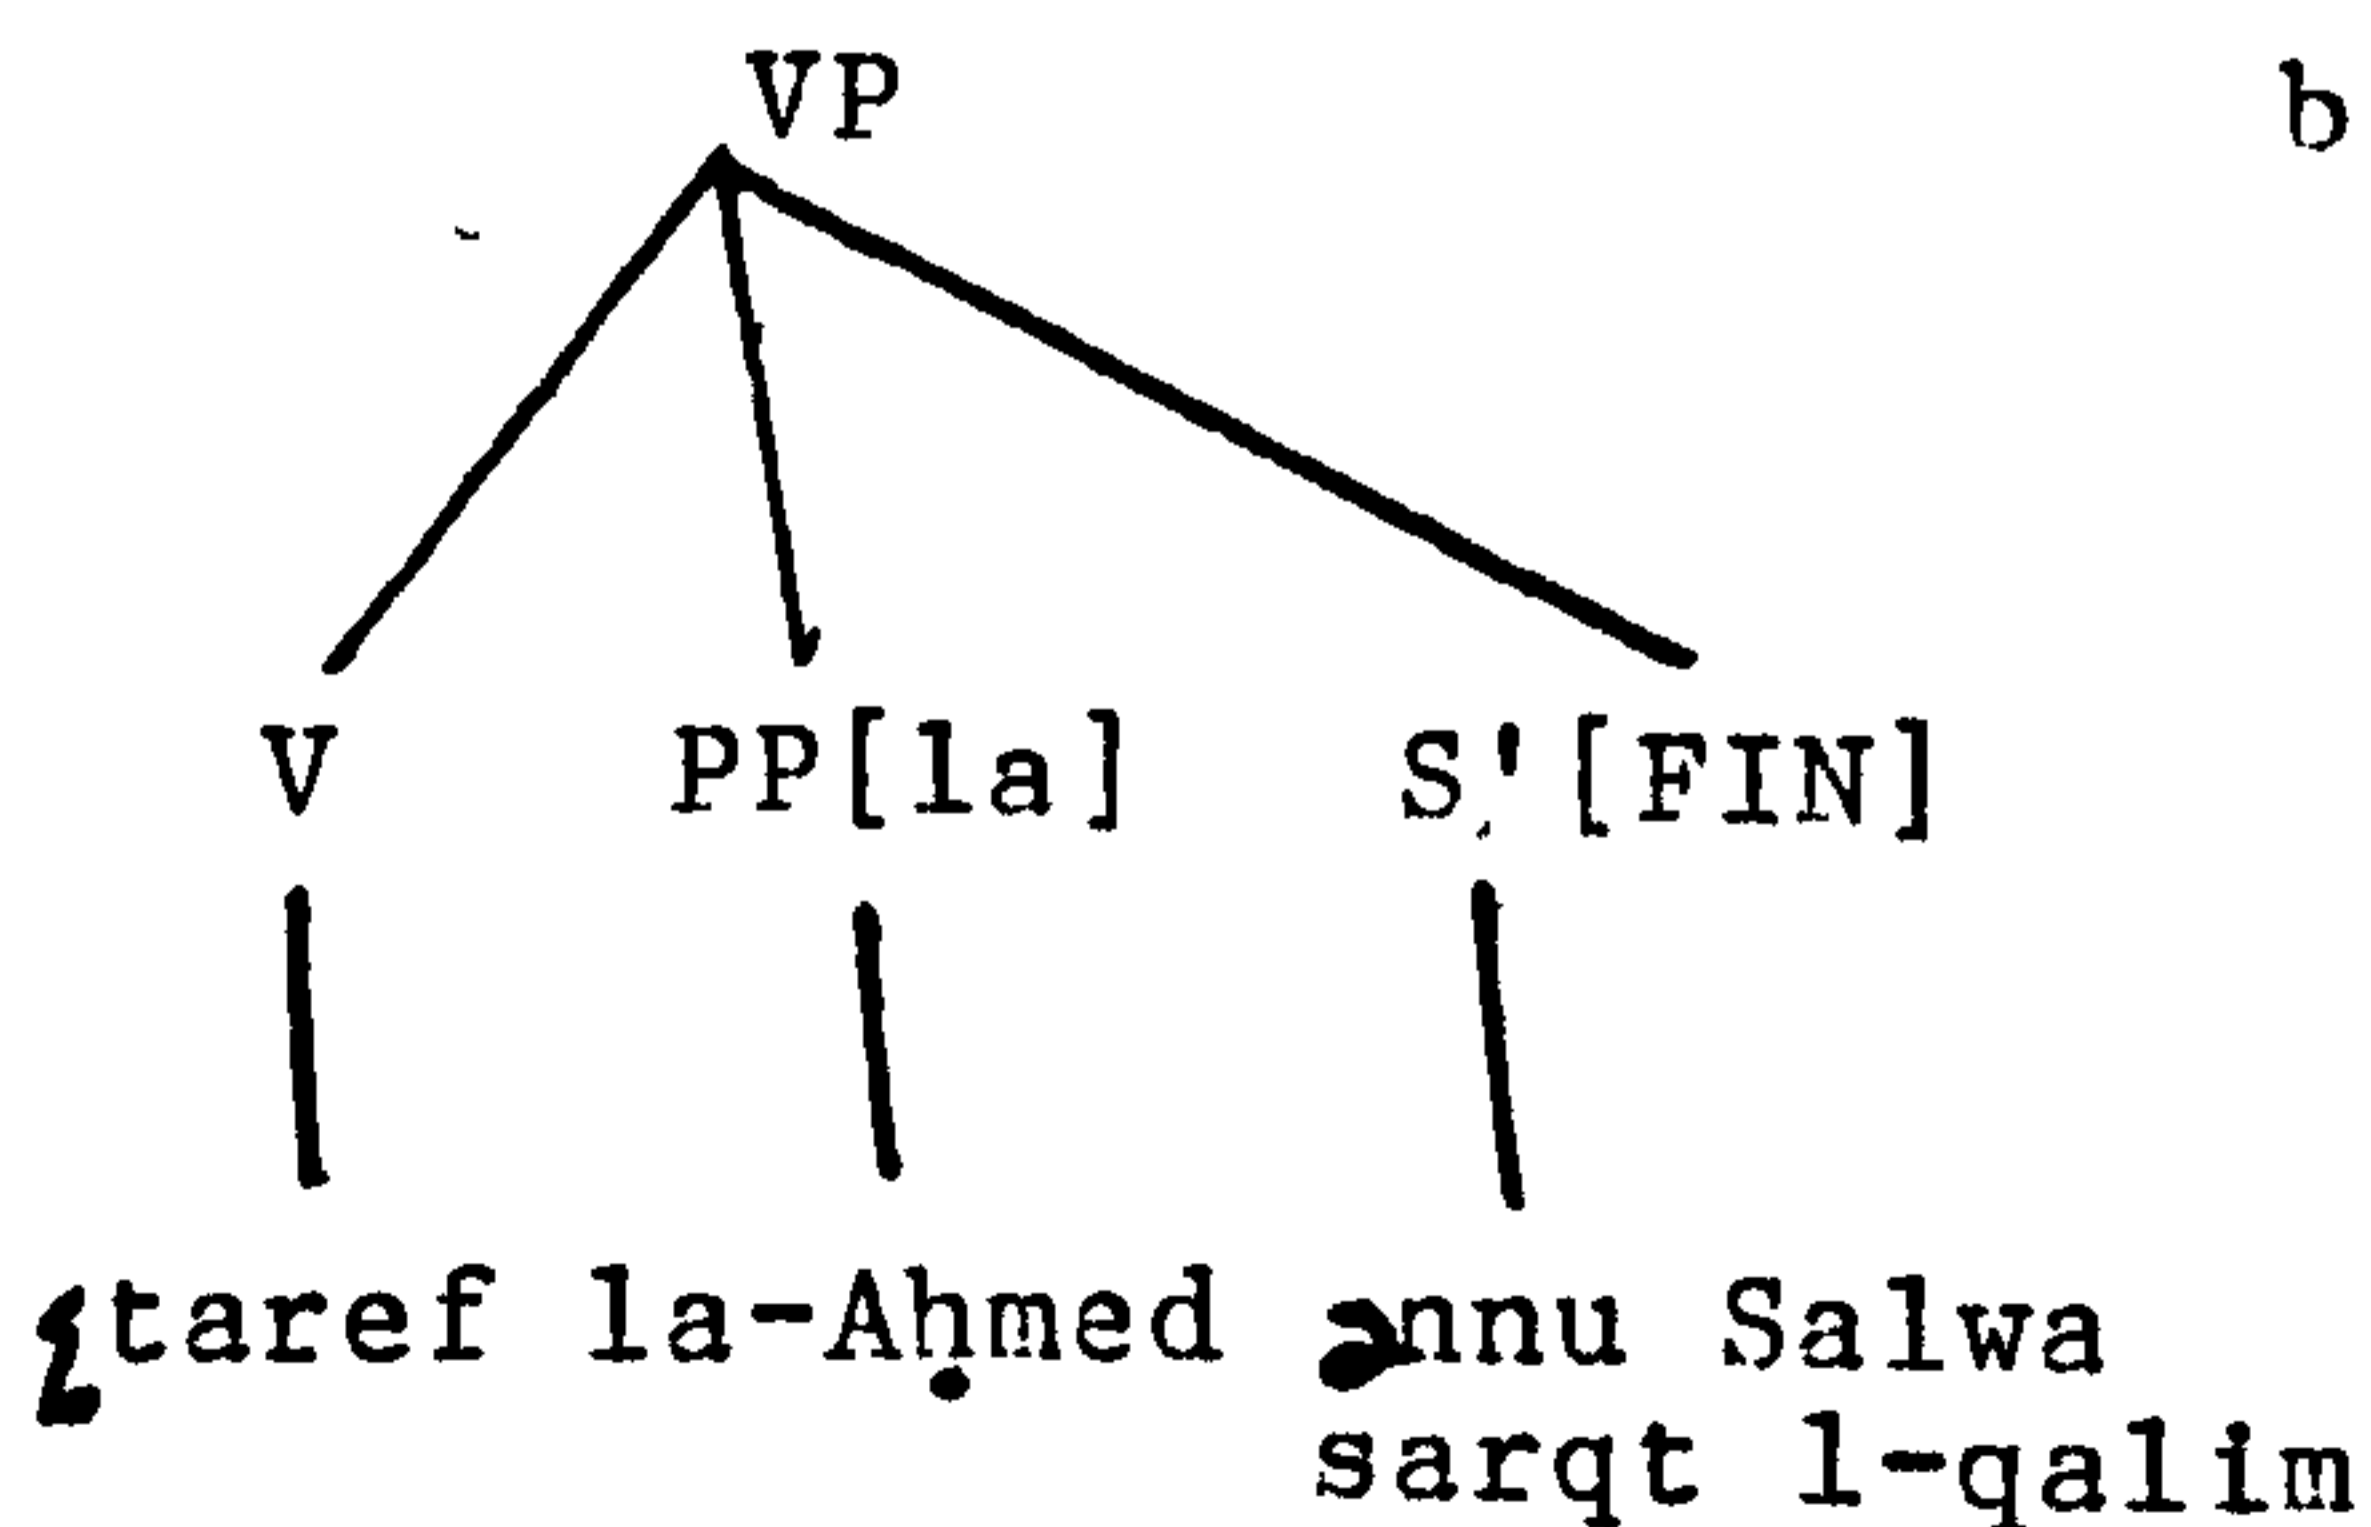 VP b
V PP[la] S'[FIN]
ʕtaref la-Aḥmed ənnu Salwa
sarqt l-qalim